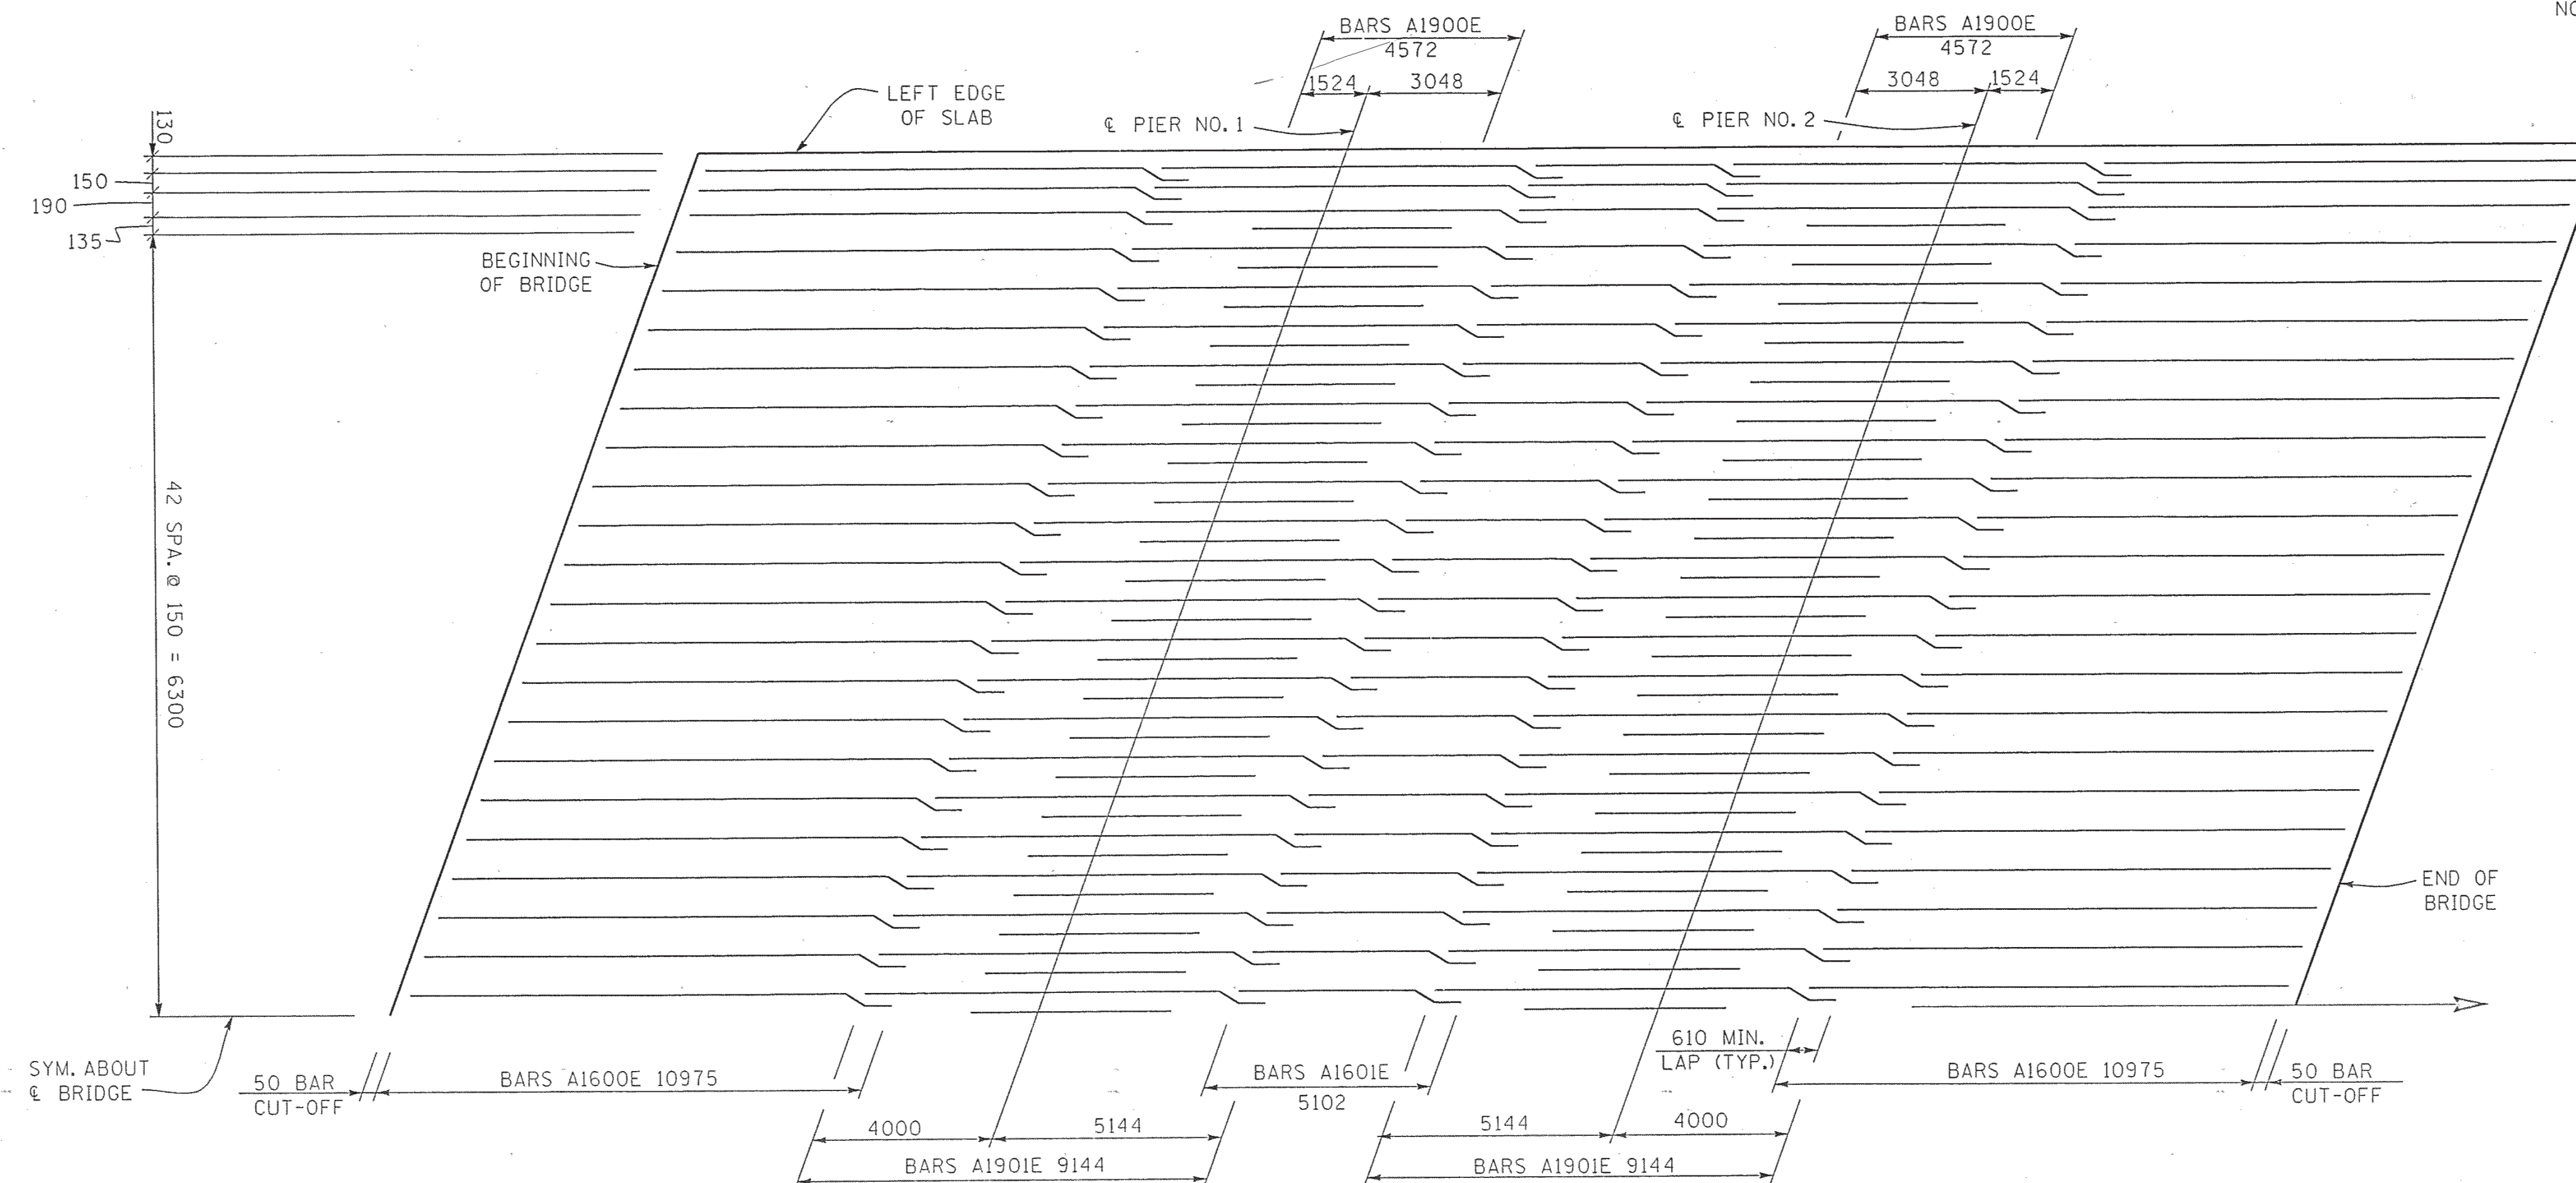 NO
BARS A1900E
4572
1524 3048
BARS A1900E
4572
3048 1524
LEFT EDGE
OF SLAB
℄ PIER NO. 1
℄ PIER NO. 2
130
150
190
135
BEGINNING
OF BRIDGE
42 SPA. @ 150 = 6300
END OF
BRIDGE
SYM. ABOUT
℄ BRIDGE
50 BAR
CUT-OFF
BARS A1600E 10975
BARS A1601E
5102
610 MIN.
LAP (TYP.)
BARS A1600E 10975
50 BAR
CUT-OFF
4000 5144
5144 4000
BARS A1901E 9144
BARS A1901E 9144